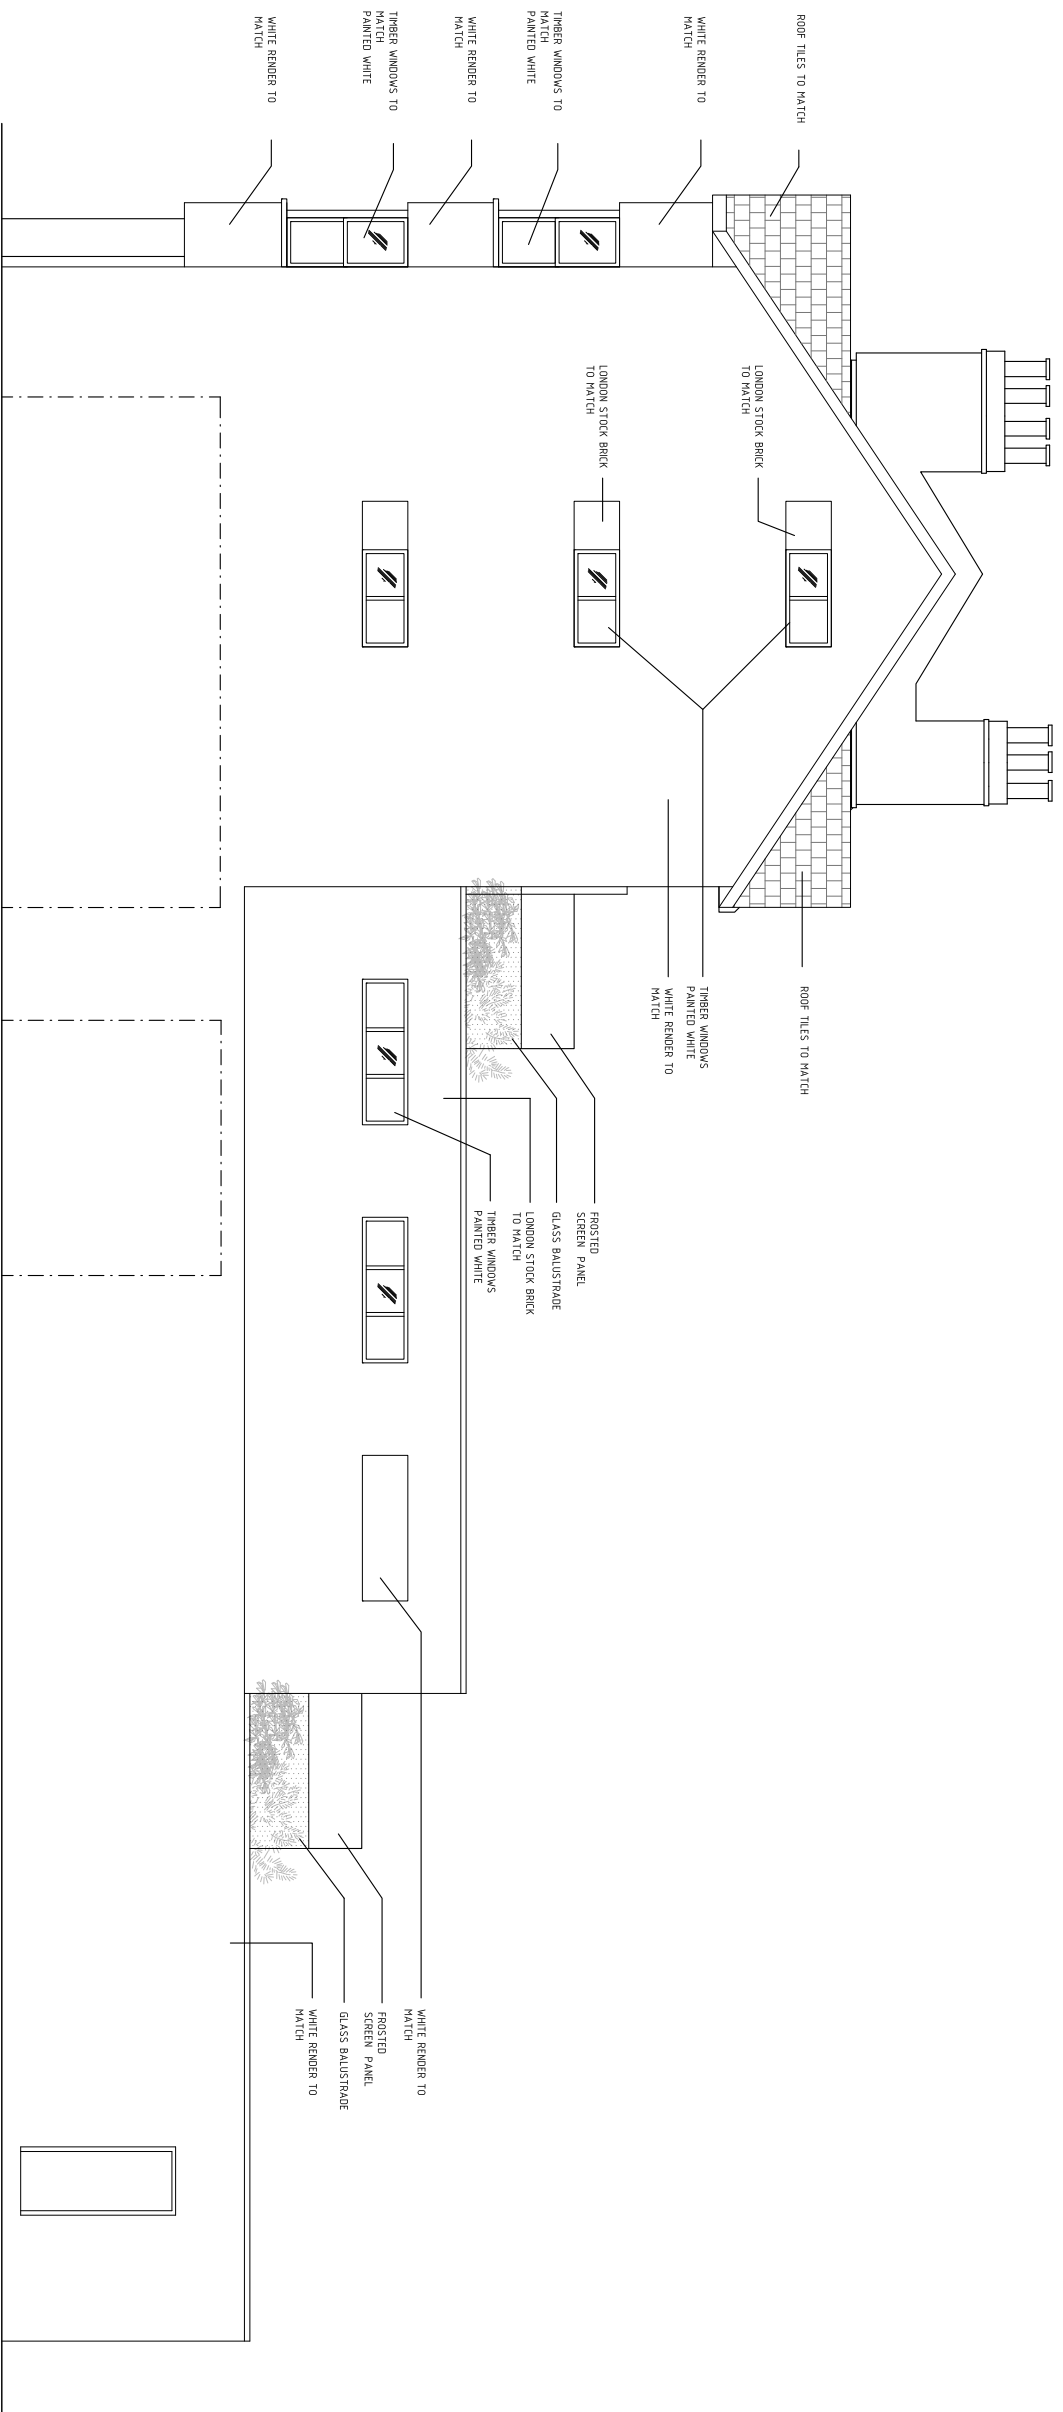 ROOF TILES TO MATCH
WHITE RENDER TO
MATCH
TIMBER WINDOWS TO
MATCH
PAINTED WHITE
WHITE RENDER TO
MATCH
TIMBER WINDOWS TO
MATCH
PAINTED WHITE
WHITE RENDER TO
MATCH
LONDON STOCK BRICK
TO MATCH
LONDON STOCK BRICK
TO MATCH
ROOF TILES TO MATCH
TIMBER WINDOWS
PAINTED WHITE
WHITE RENDER TO
MATCH
FROSTED
SCREEN PANEL
GLASS BALUSTRADE
LONDON STOCK BRICK
TO MATCH
TIMBER WINDOWS
PAINTED WHITE
WHITE RENDER TO
MATCH
FROSTED
SCREEN PANEL
GLASS BALUSTRADE
WHITE RENDER TO
MATCH